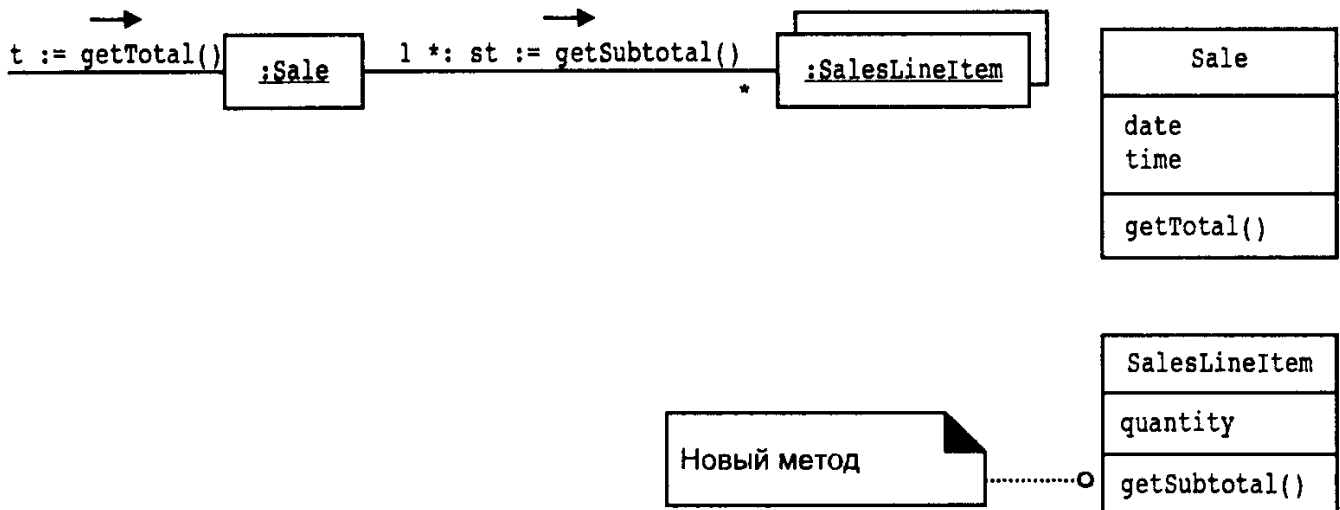 t := getTotal()
:Sale
1 *: st := getSubtotal()
*
:SalesLineItem
Sale
date
time
getTotal()
Новый метод
SalesLineItem
quantity
getSubtotal()